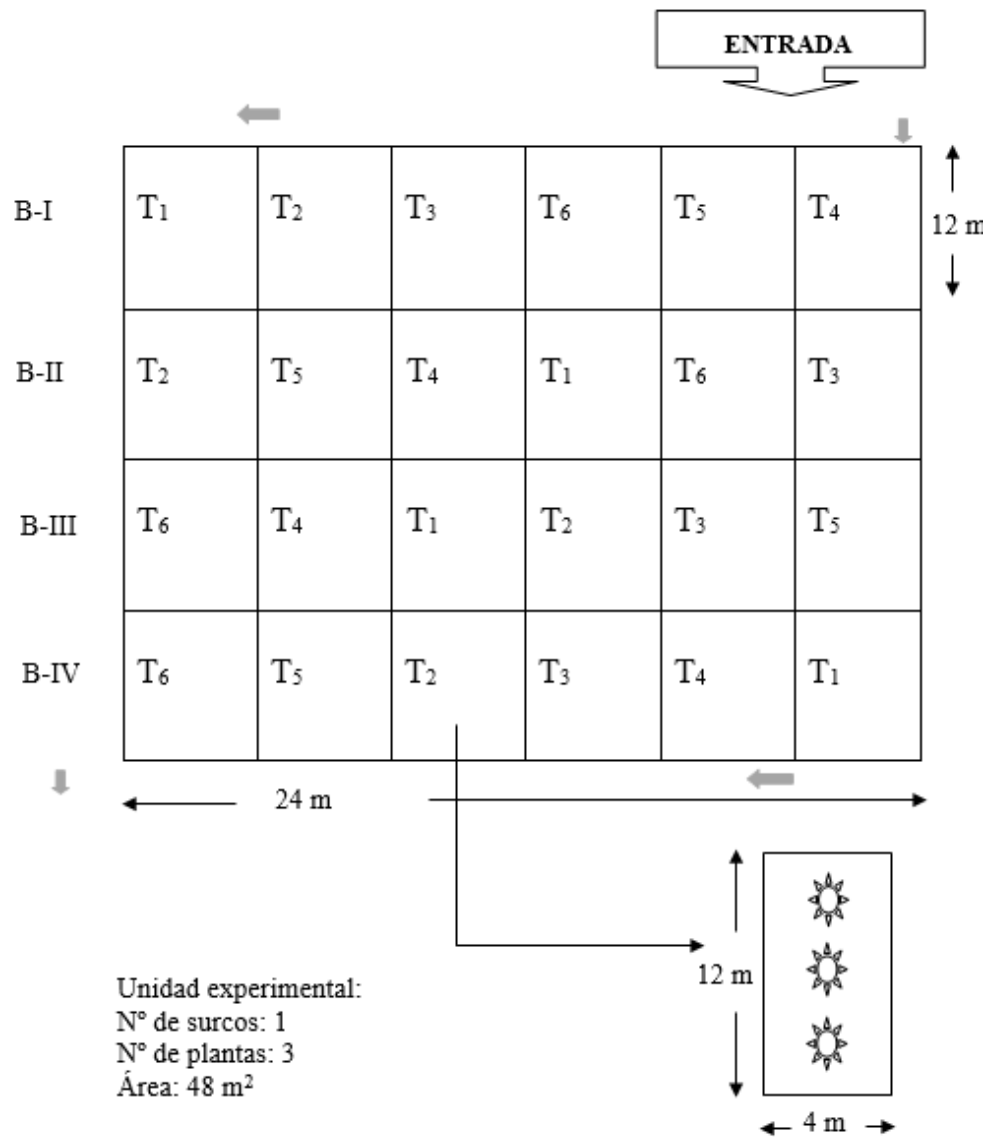 ENTRADA
B-I T₁ T₂ T₃ T₆ T₅ T₄ 12 m
B-II T₂ T₅ T₄ T₁ T₆ T₃
B-III T₆ T₄ T₁ T₂ T₃ T₅
B-IV T₆ T₅ T₂ T₃ T₄ T₁
24 m
12 m
Unidad experimental:
Nº de surcos: 1
Nº de plantas: 3
Área: 48 m²
4 m